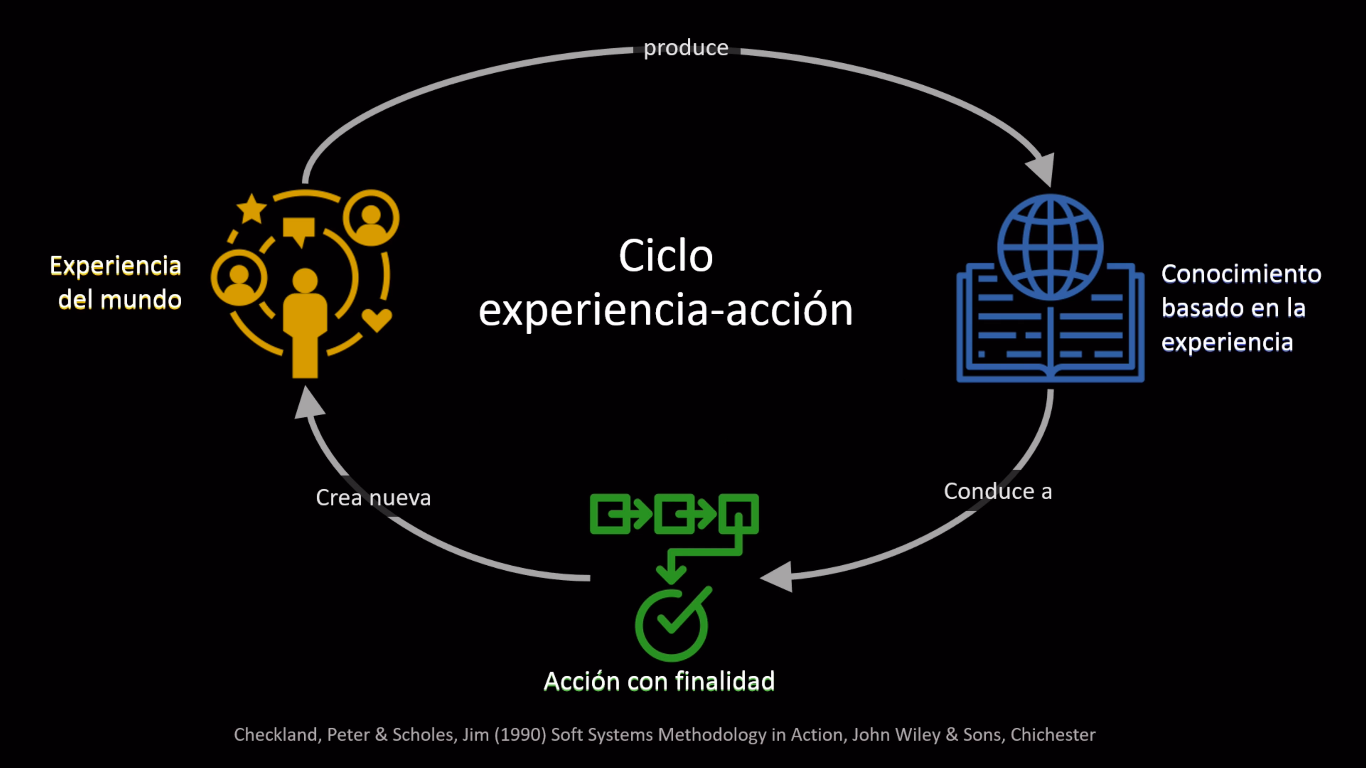 produce
Experiencia
del mundo
Ciclo
experiencia-acción
Conocimiento
basado en la
experiencia
Crea nueva
Conduce a
Acción con finalidad
Checkland, Peter & Scholes, Jim (1990) Soft Systems Methodology in Action, John Wiley & Sons, Chichester